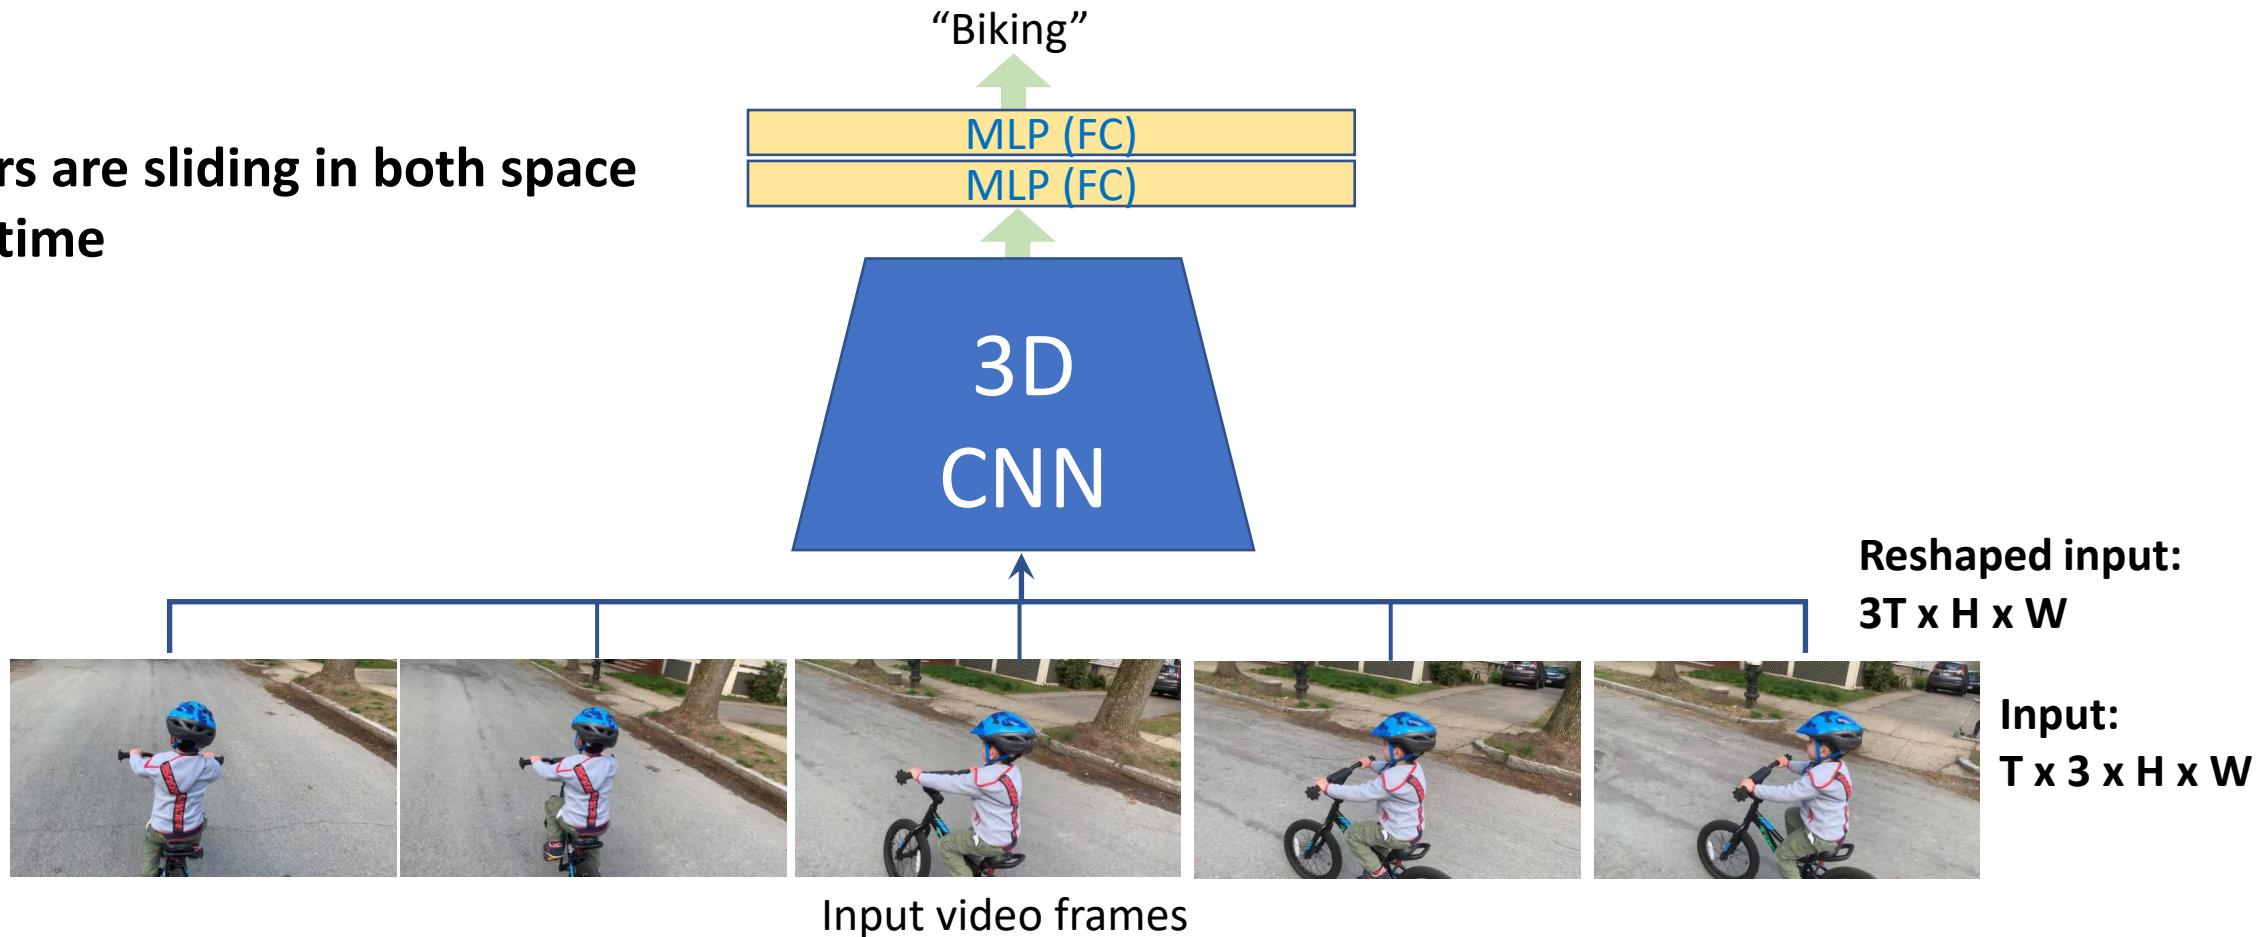 “Biking”
MLP (FC)
MLP (FC)
rs are sliding in both space
time
3D
CNN
Reshaped input:
3T x H x W
Input:
T x 3 x H x W
Input video frames